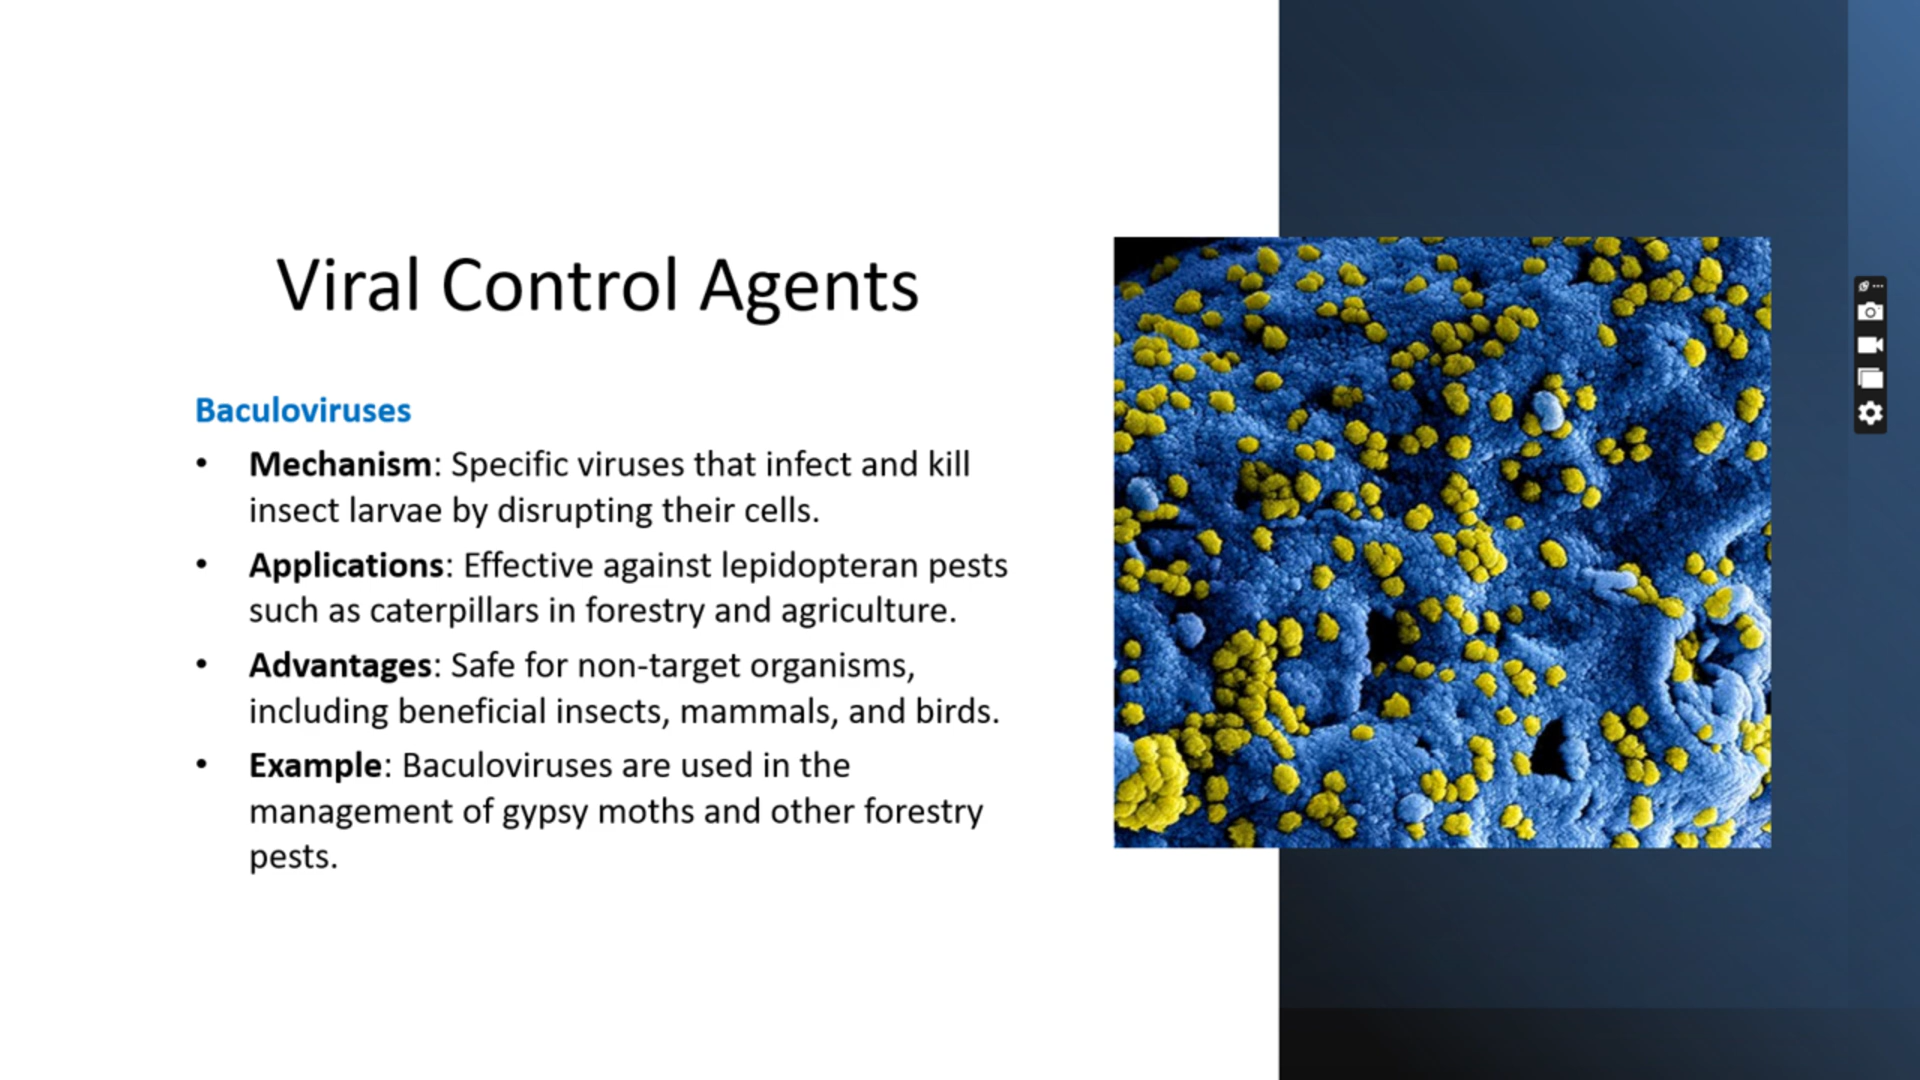 Viral Control Agents
Baculoviruses
• Mechanism: Specific viruses that infect and kill
insect larvae by disrupting their cells.
• Applications: Effective against lepidopteran pests
such as caterpillars in forestry and agriculture.
• Advantages: Safe for non-target organisms,
including beneficial insects, mammals, and birds.
• Example: Baculoviruses are used in the
management of gypsy moths and other forestry
pests.